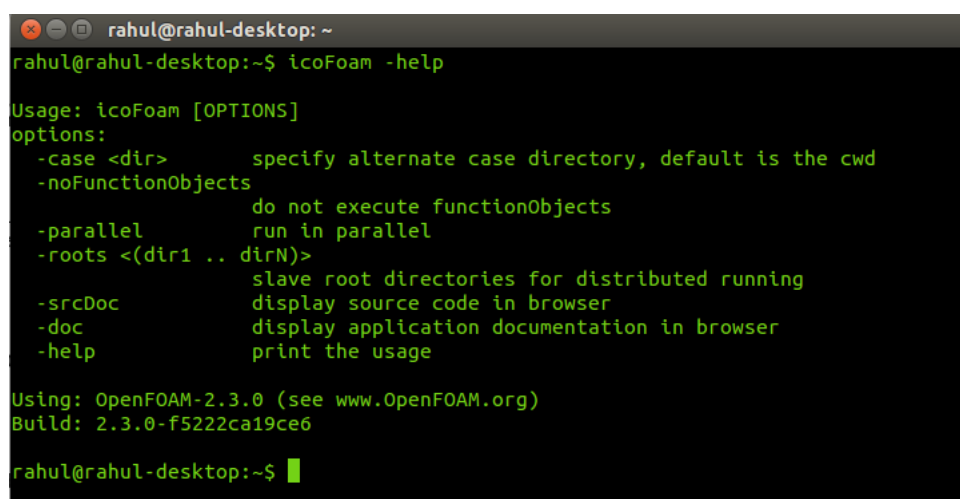 rahul@rahul-desktop: ~
rahul@rahul-desktop:~$ icoFoam -help
Usage: icoFoam [OPTIONS]
options:
  -case <dir>       specify alternate case directory, default is the cwd
  -noFunctionObjects
                    do not execute functionObjects
  -parallel         run in parallel
  -roots <(dir1 .. dirN)>
                    slave root directories for distributed running
  -srcDoc           display source code in browser
  -doc              display application documentation in browser
  -help             print the usage
Using: OpenFOAM-2.3.0 (see www.OpenFOAM.org)
Build: 2.3.0-f5222ca19ce6
rahul@rahul-desktop:~$